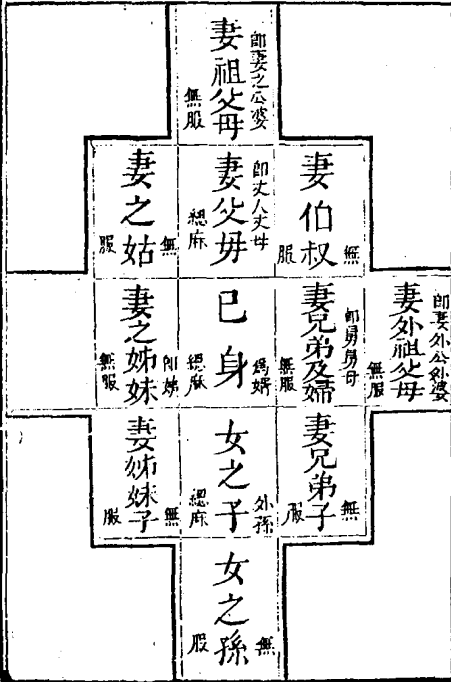 即妻之公婆
妻祖父母
無服
妻伯叔
無服
即丈人丈母
妻父母
緦麻
妻之姑
無服
即妻外公外婆
妻外祖父母
無服
即舅舅母
妻兄弟及婦
無服
爲婿
己身
緦麻
妻之姊妹
即姨
無服
妻兄弟子
無服
女之子
外孫
緦麻
妻姊妹子
無服
女之孫
無服